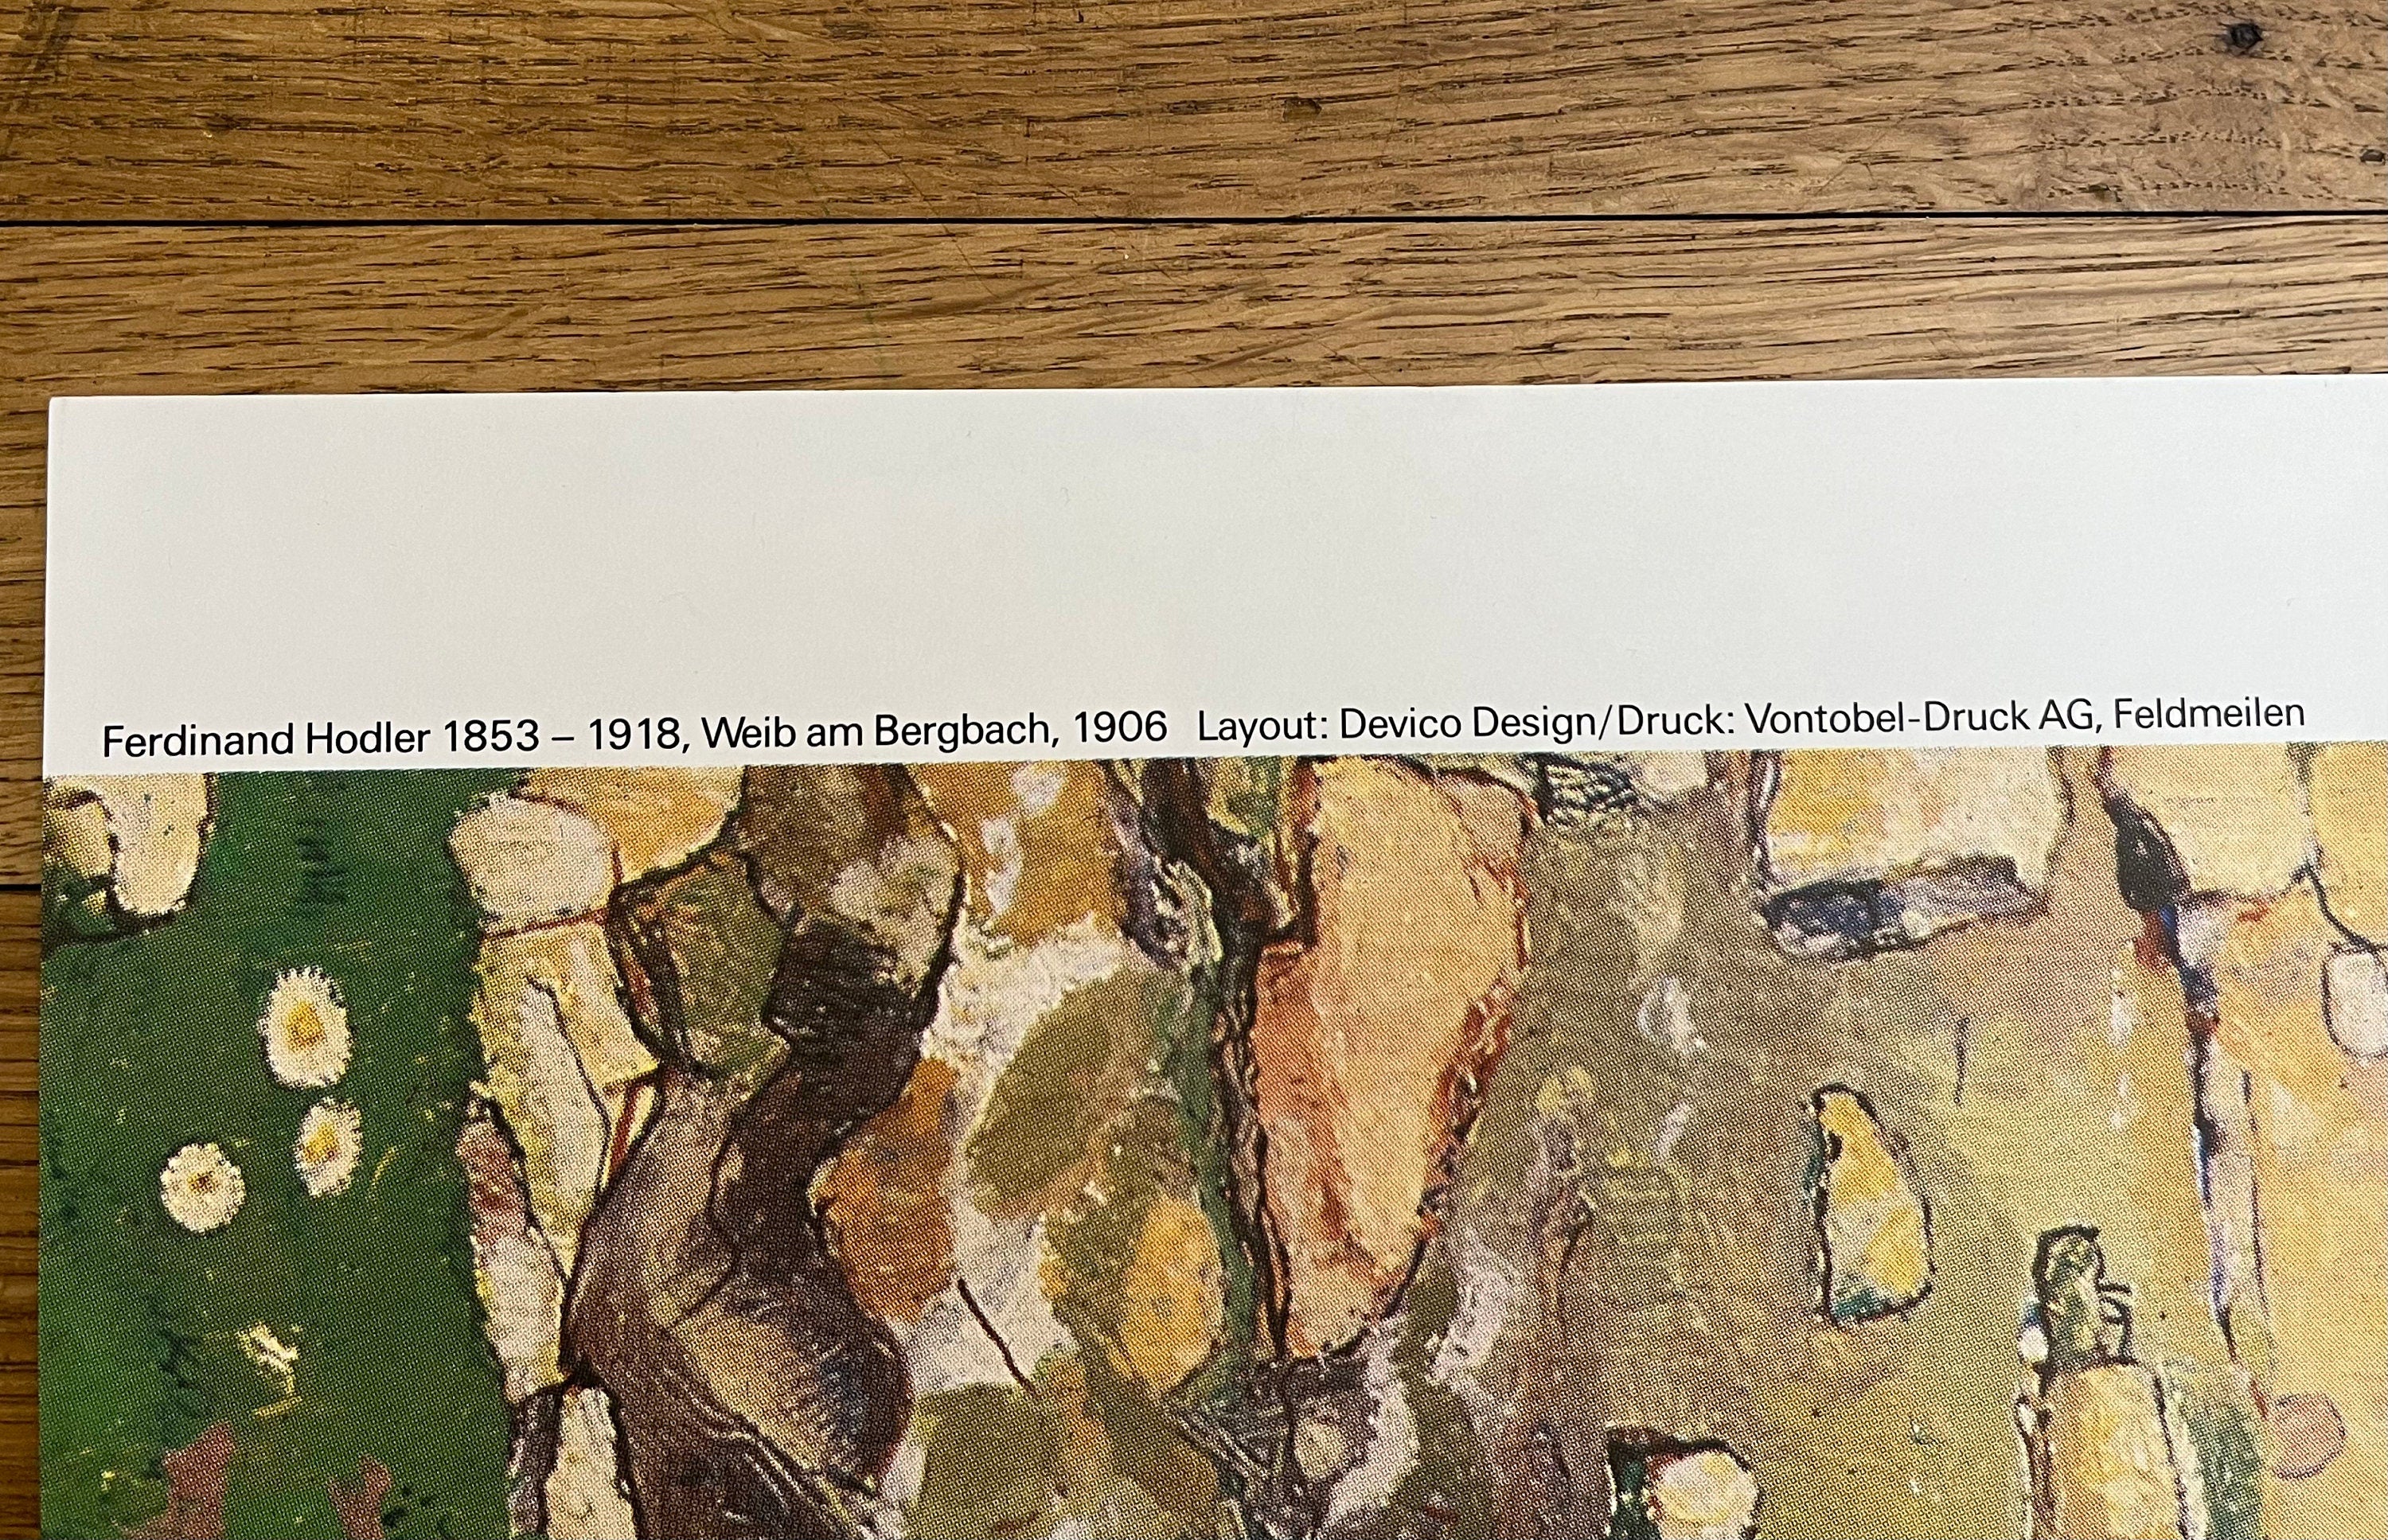 Ferdinand Hodler 1853 – 1918, Weib am Bergbach, 1906 Layout: Devico Design/Druck: Vontobel-Druck AG, Feldmeilen